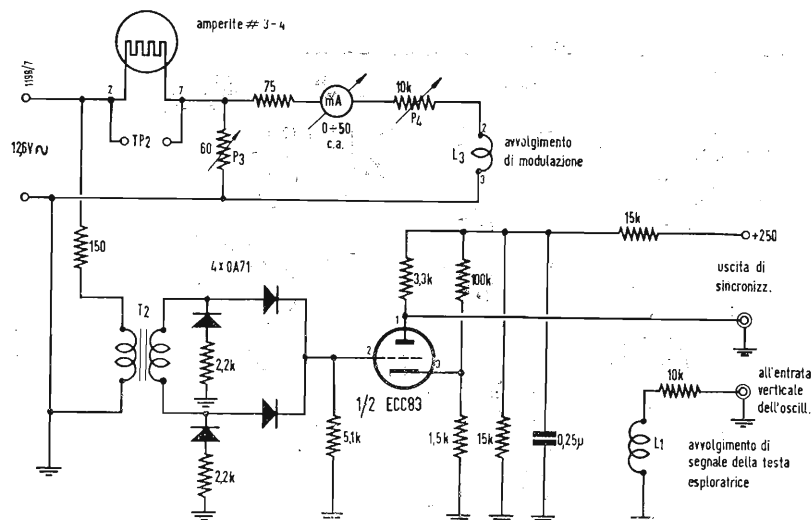 amperite # 3-4
1198/7
2
7
TP2
12,6V ~
60
P3
75
mA
0÷50
c.a.
10k
P4
2
L3
3
avvolgimento
di modulazione
150
T2
4 x OA71
2,2k
2,2k
5,1k
15k
+250
3,3k
100k
1
2
3
1/2 ECC83
1,5k
15k
0,25µ
uscita di
sincronizz.
10k
all'entrata
verticale
dell'oscill.
L1
avvolgimento di
segnale della testa
esploratrice